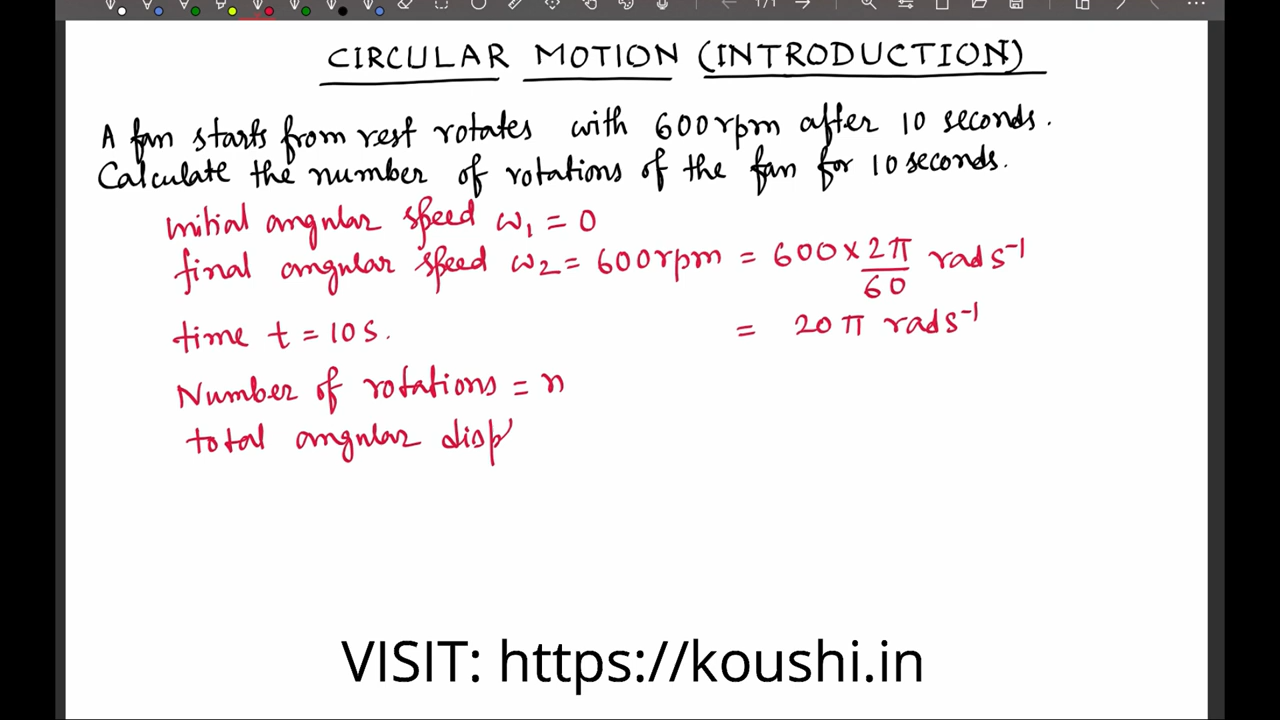 CIRCULAR MOTION (INTRODUCTION)
A fan starts from rest rotates with 600rpm after 10 seconds.
Calculate the number of rotations of the fan for 10 seconds.
initial angular speed ω₁ = 0
final angular speed ω₂ = 600rpm = 600 × 2π/60 rad s⁻¹
time t = 10s. = 20π rad s⁻¹
Number of rotations = n
total angular disp
VISIT: https://koushi.in